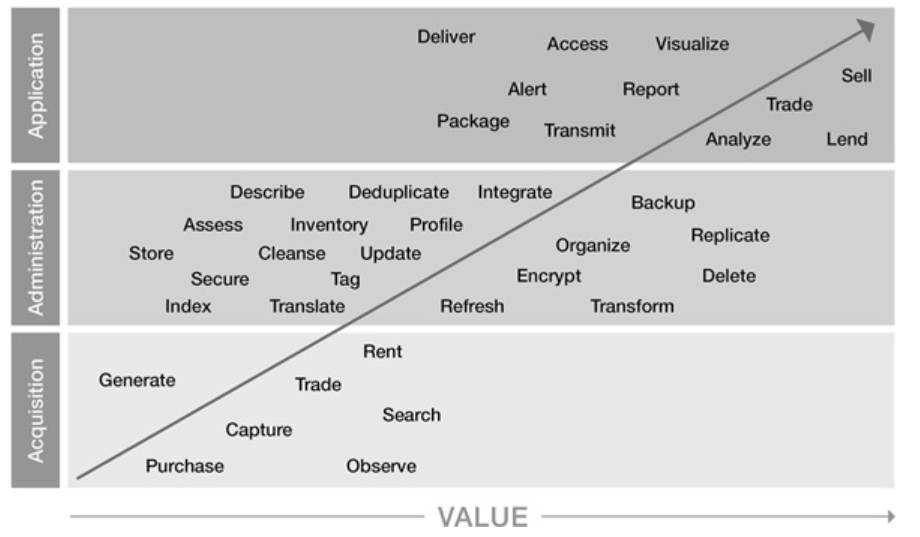 Application
Deliver
Access
Visualize
Sell
Alert
Report
Trade
Package
Transmit
Analyze
Lend
Administration
Describe
Deduplicate
Integrate
Backup
Assess
Inventory
Profile
Replicate
Store
Cleanse
Update
Organize
Secure
Tag
Encrypt
Delete
Index
Translate
Refresh
Transform
Acquisition
Rent
Generate
Trade
Search
Capture
Purchase
Observe
VALUE